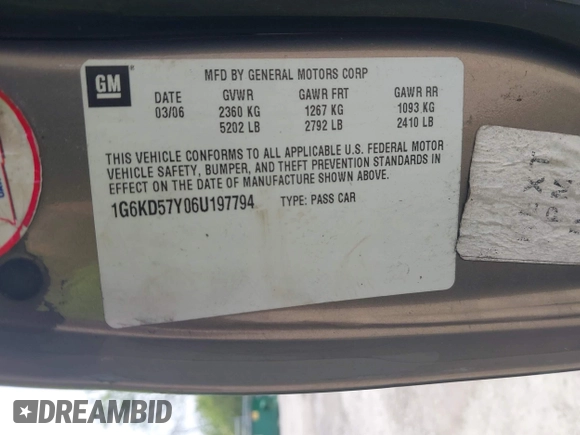 GM
MFD BY GENERAL MOTORS CORP
DATE GVWR GAWR FRT GAWR RR
03/06 2360 KG 1267 KG 1093 KG
5202 LB 2792 LB 2410 LB
THIS VEHICLE CONFORMS TO ALL APPLICABLE U.S. FEDERAL MOTOR
VEHICLE SAFETY, BUMPER, AND THEFT PREVENTION STANDARDS IN
EFFECT ON THE DATE OF MANUFACTURE SHOWN ABOVE.
1G6KD57Y06U197794 TYPE: PASS CAR
DREAMBID